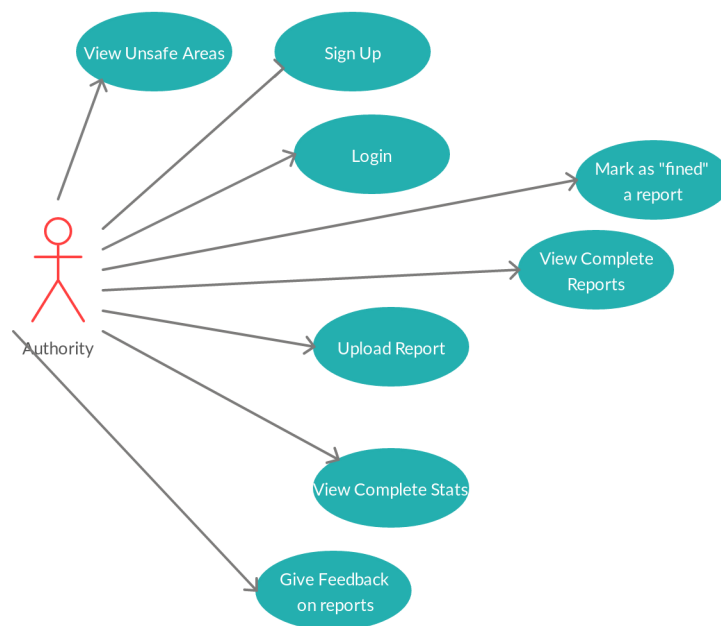 View Unsafe Areas
Sign Up
Login
Mark as "fined"
a report
View Complete
Reports
Authority
Upload Report
View Complete Stats
Give Feedback
on reports